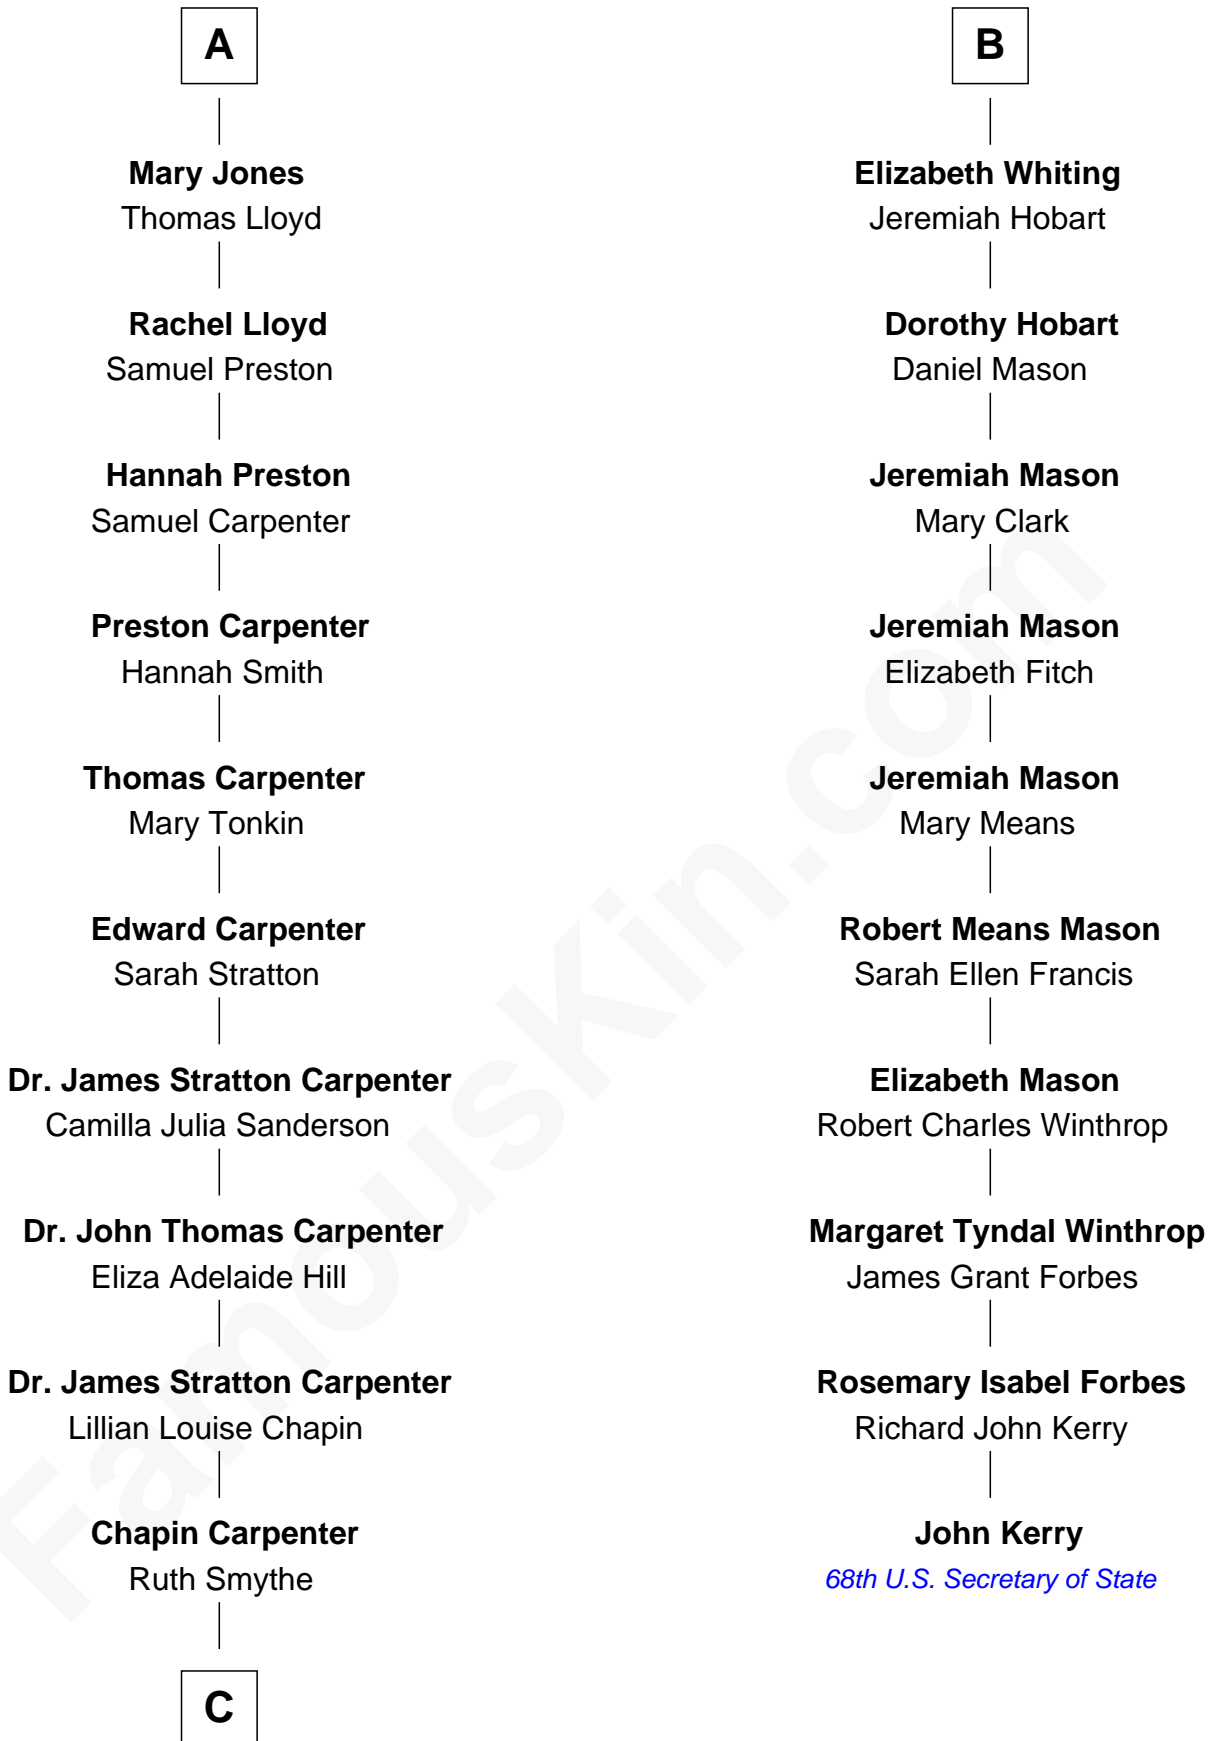 A
Mary Jones
Thomas Lloyd
Rachel Lloyd
Samuel Preston
Hannah Preston
Samuel Carpenter
Preston Carpenter
Hannah Smith
Thomas Carpenter
Mary Tonkin
Edward Carpenter
Sarah Stratton
Dr. James Stratton Carpenter
Camilla Julia Sanderson
Dr. John Thomas Carpenter
Eliza Adelaide Hill
Dr. James Stratton Carpenter
Lillian Louise Chapin
Chapin Carpenter
Ruth Smythe
C
B
Elizabeth Whiting
Jeremiah Hobart
Dorothy Hobart
Daniel Mason
Jeremiah Mason
Mary Clark
Jeremiah Mason
Elizabeth Fitch
Jeremiah Mason
Mary Means
Robert Means Mason
Sarah Ellen Francis
Elizabeth Mason
Robert Charles Winthrop
Margaret Tyndal Winthrop
James Grant Forbes
Rosemary Isabel Forbes
Richard John Kerry
John Kerry
68th U.S. Secretary of State
FamousKin.com